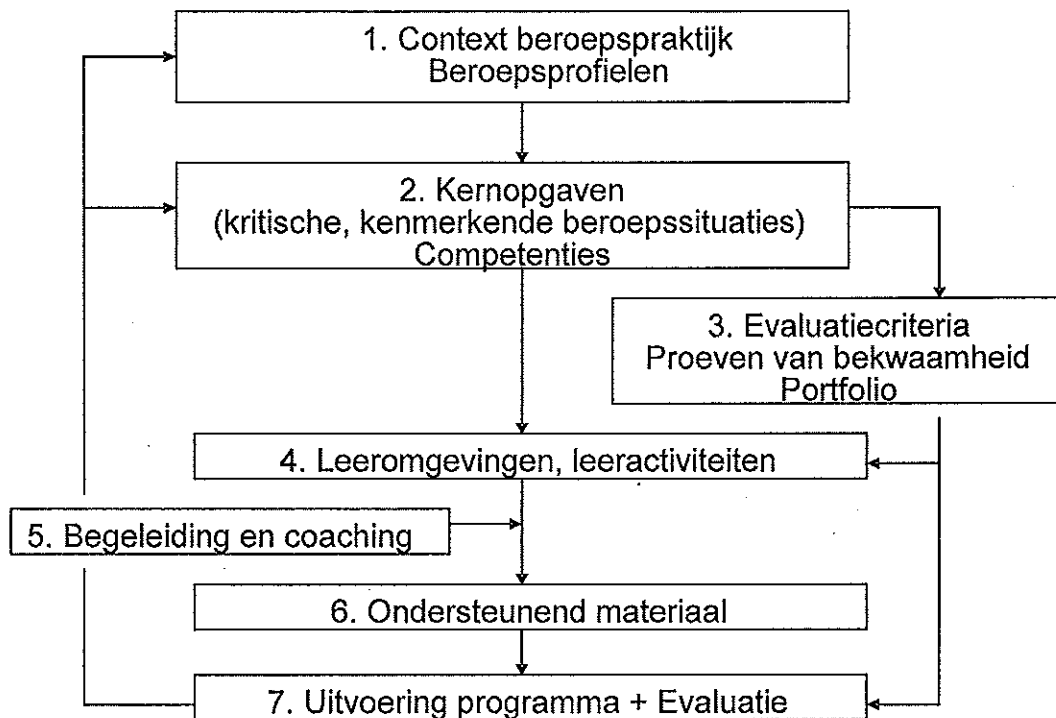 1. Context beroepspraktijk
Beroepsprofielen
2. Kernopgaven
(kritische, kenmerkende beroepssituaties)
Competenties
3. Evaluatiecriteria
Proeven van bekwaamheid
Portfolio
4. Leeromgevingen, leeractiviteiten
5. Begeleiding en coaching
6. Ondersteunend materiaal
7. Uitvoering programma + Evaluatie